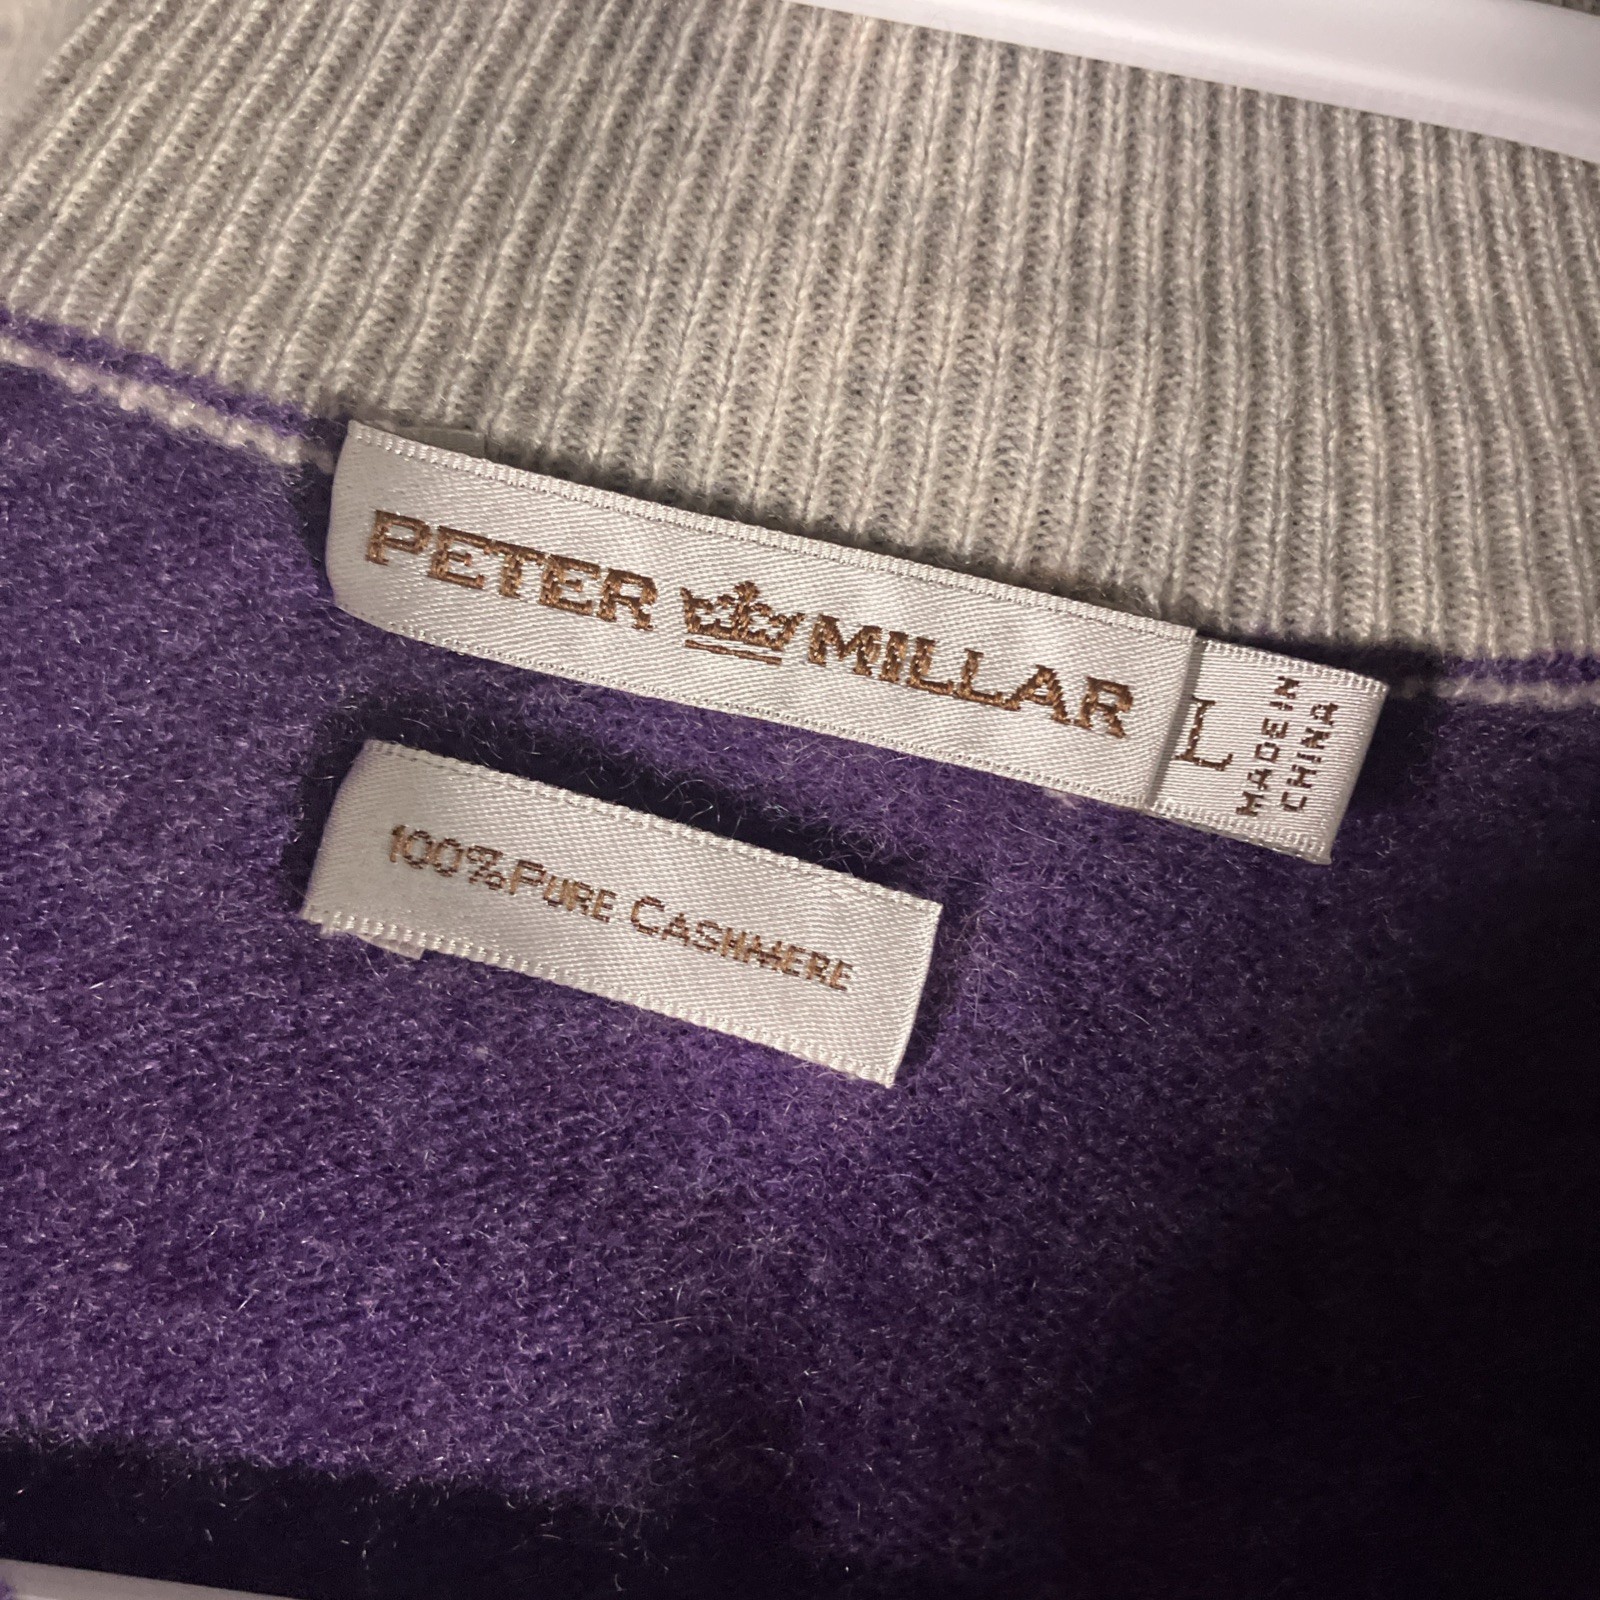 PETER MILLAR
L
MADE IN
CHINA
100% PURE CASHMERE